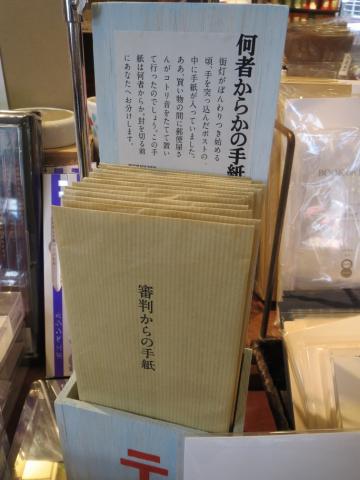 何者からかの手紙
街灯がぼんわりつき始める
頃、手を突っ込んだポストの
中に手紙が入っていました。
ああ、買い物の間に郵便屋さ
んがコトリ音をたてて置い
て行ったのでしょう。この手
紙は何者からか。封を切る前
にあなたへお分けします。
審判からの手紙
〒